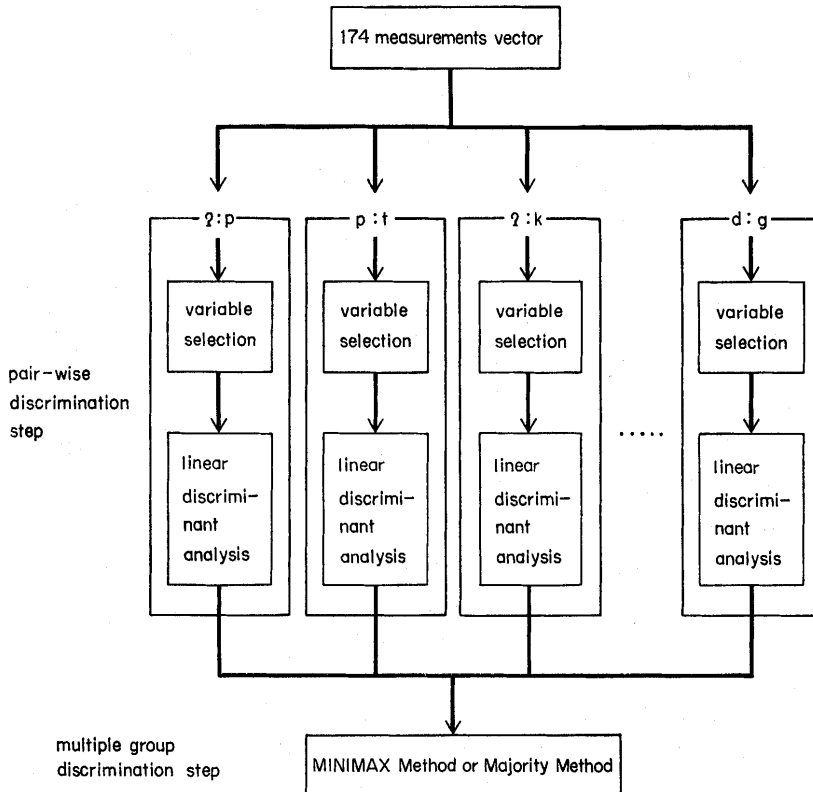 174 measurements vector
ʔ:p
p:t
ʔ:k
d:g
variable
selection
variable
selection
variable
selection
variable
selection
pair-wise
discrimination
step
.....
linear
discrimi-
nant
analysis
linear
discrimi-
nant
analysis
linear
discrimi-
nant
analysis
linear
discrimi-
nant
analysis
multiple group
discrimination step
MINIMAX Method or Majority Method